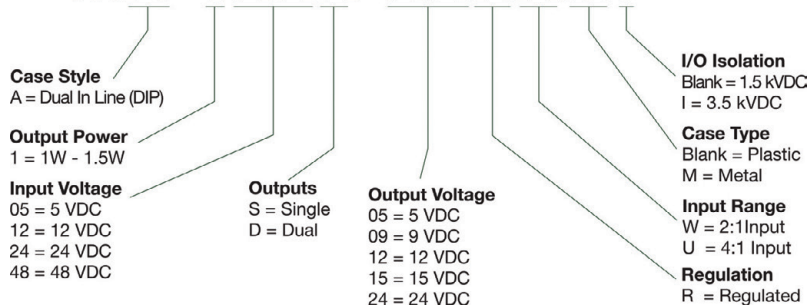 Case Style
A = Dual In Line (DIP)
Output Power
1 = 1W - 1.5W
Input Voltage
05 = 5 VDC
12 = 12 VDC
24 = 24 VDC
48 = 48 VDC
Outputs
S = Single
D = Dual
Output Voltage
05 = 5 VDC
09 = 9 VDC
12 = 12 VDC
15 = 15 VDC
24 = 24 VDC
I/O Isolation
Blank = 1.5 kVDC
I = 3.5 kVDC
Case Type
Blank = Plastic
M = Metal
Input Range
W = 2:1Input
U = 4:1 Input
Regulation
R = Regulated